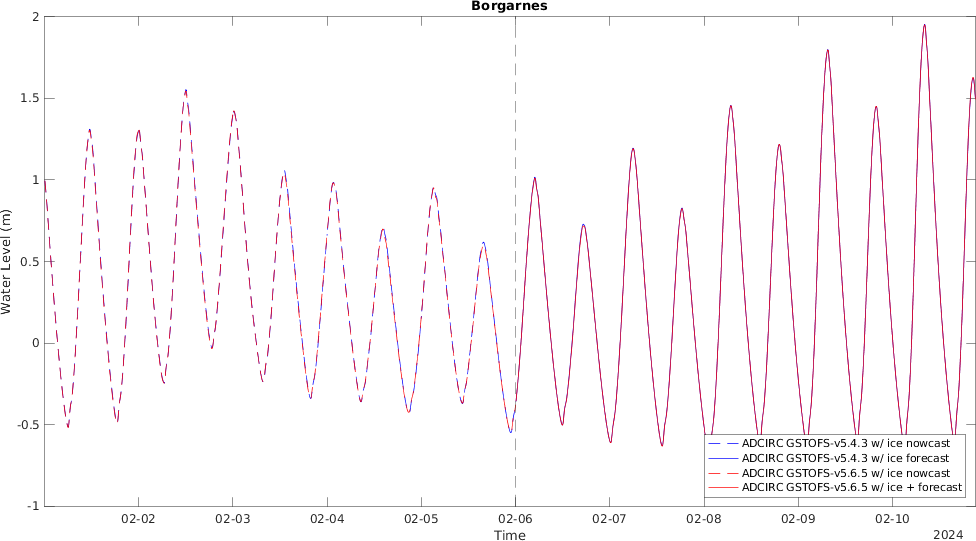 Borgarnes
2
1.5
1
0.5
0
-0.5
-1
Water Level (m)
ADCIRC GSTOFS-v5.4.3 w/ ice nowcast
ADCIRC GSTOFS-v5.4.3 w/ ice forecast
ADCIRC GSTOFS-v5.6.5 w/ ice nowcast
ADCIRC GSTOFS-v5.6.5 w/ ice + forecast
02-02 02-03 02-04 02-05 02-06 02-07 02-08 02-09 02-10
Time
2024